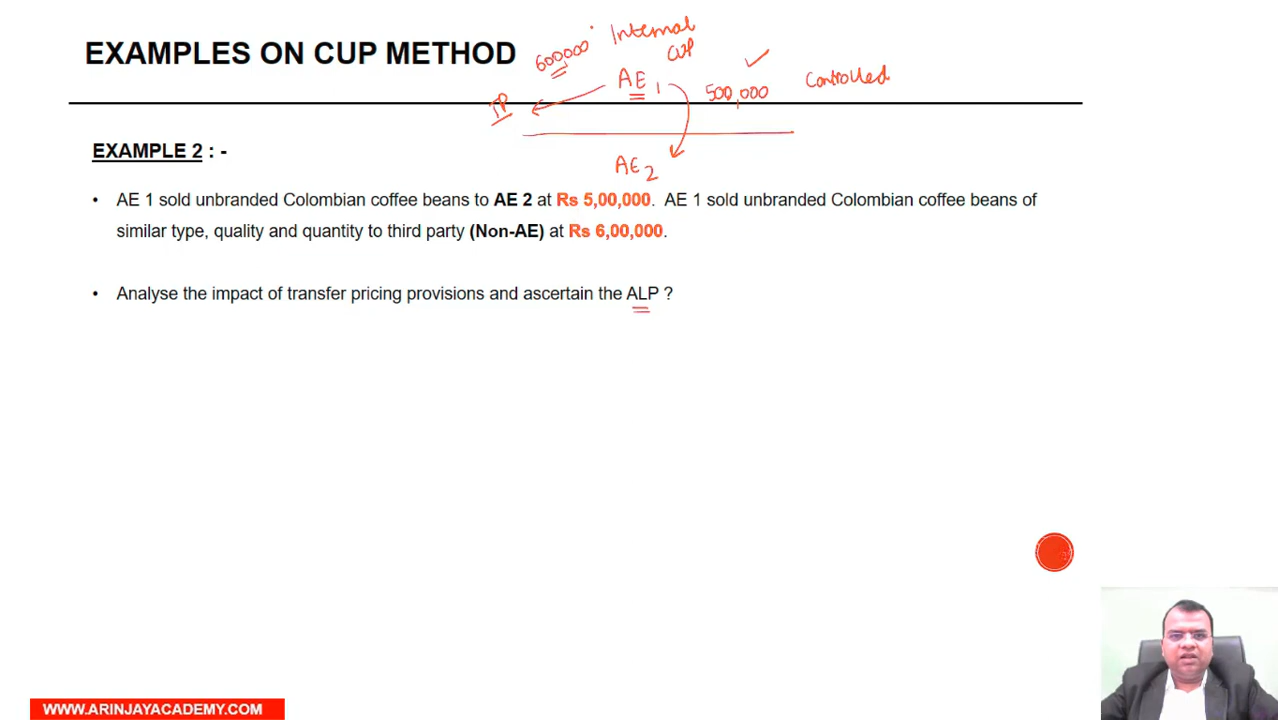 EXAMPLES ON CUP METHOD
600000 Internal
CUP
AE 1
500,000 Controlled
TP
AE 2
EXAMPLE 2 : -
• AE 1 sold unbranded Colombian coffee beans to AE 2 at Rs 5,00,000. AE 1 sold unbranded Colombian coffee beans of
similar type, quality and quantity to third party (Non-AE) at Rs 6,00,000.
• Analyse the impact of transfer pricing provisions and ascertain the ALP ?
WWW.ARINJAYACADEMY.COM